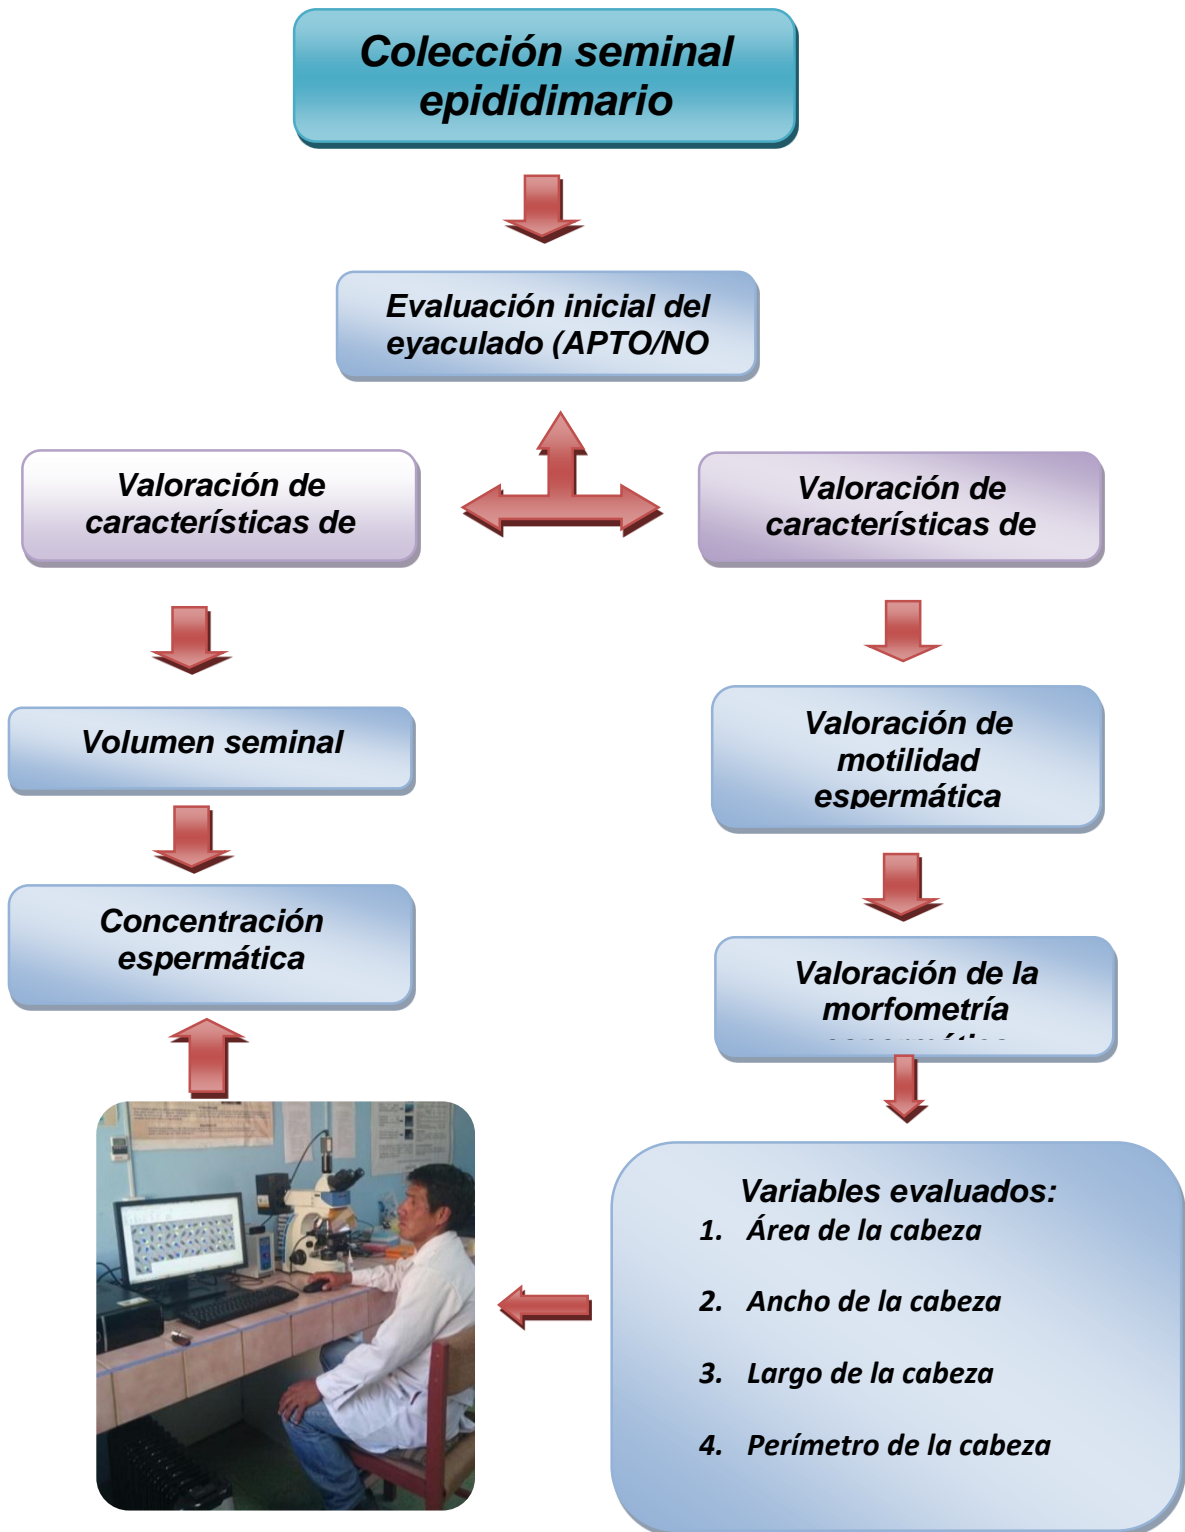 Colección seminal
epididimario
Evaluación inicial del
eyaculado (APTO/NO
Valoración de
características de
Valoración de
características de
Volumen seminal
Valoración de
motilidad
espermática
Concentración
espermática
Valoración de la
morfometría
Variables evaluados:
1. Área de la cabeza
2. Ancho de la cabeza
3. Largo de la cabeza
4. Perímetro de la cabeza